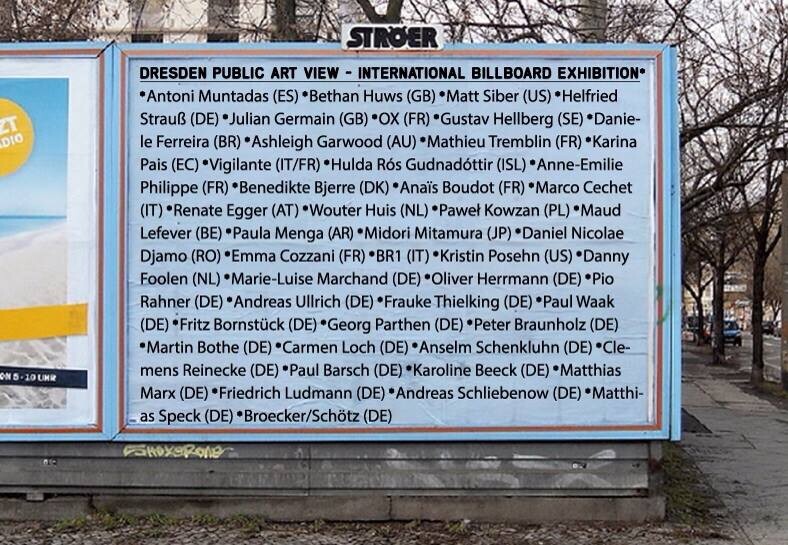 STRÖER
DRESDEN PUBLIC ART VIEW - INTERNATIONAL BILLBOARD EXHIBITION•
•Antoni Muntadas (ES) •Bethan Huws (GB) •Matt Siber (US) •Helfried
Strauß (DE) •Julian Germain (GB) •OX (FR) •Gustav Hellberg (SE) •Danie-
le Ferreira (BR) •Ashleigh Garwood (AU) •Mathieu Tremblin (FR) •Karina
Pais (EC) •Vigilante (IT/FR) •Hulda Rós Gudnadóttir (ISL) •Anne-Emilie
Philippe (FR) •Benedikte Bjerre (DK) •Anaïs Boudot (FR) •Marco Cechet
(IT) •Renate Egger (AT) •Wouter Huis (NL) •Paweł Kowzan (PL) •Maud
Lefever (BE) •Paula Menga (AR) •Midori Mitamura (JP) •Daniel Nicolae
Djamo (RO) •Emma Cozzani (FR) •BR1 (IT) •Kristin Posehn (US) •Danny
Foolen (NL) •Marie-Luise Marchand (DE) •Oliver Herrmann (DE) •Pio
Rahner (DE) •Andreas Ullrich (DE) •Frauke Thielking (DE) •Paul Waak
(DE) •Fritz Bornstück (DE) •Georg Parthen (DE) •Peter Braunholz (DE)
•Martin Bothe (DE) •Carmen Loch (DE) •Anselm Schenkluhn (DE) •Cle-
mens Reinecke (DE) •Paul Barsch (DE) •Karoline Beeck (DE) •Matthias
Marx (DE) •Friedrich Ludmann (DE) •Andreas Schliebenow (DE) •Matthi-
as Speck (DE) •Broecker/Schötz (DE)
ZT
ADIO
ON 5 - 10 UHR